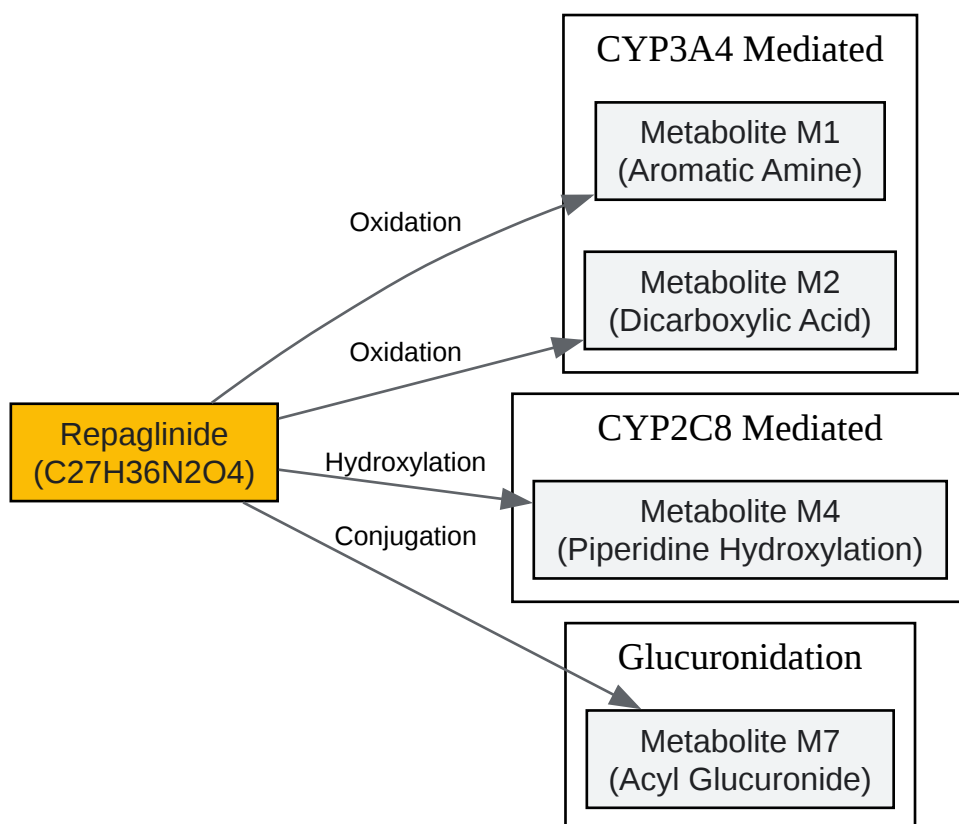 CYP3A4 Mediated
Metabolite M1
(Aromatic Amine)
Oxidation
Metabolite M2
(Dicarboxylic Acid)
Oxidation
Repaglinide
(C27H36N2O4)
CYP2C8 Mediated
Hydroxylation
Metabolite M4
(Piperidine Hydroxylation)
Conjugation
Glucuronidation
Metabolite M7
(Acyl Glucuronide)